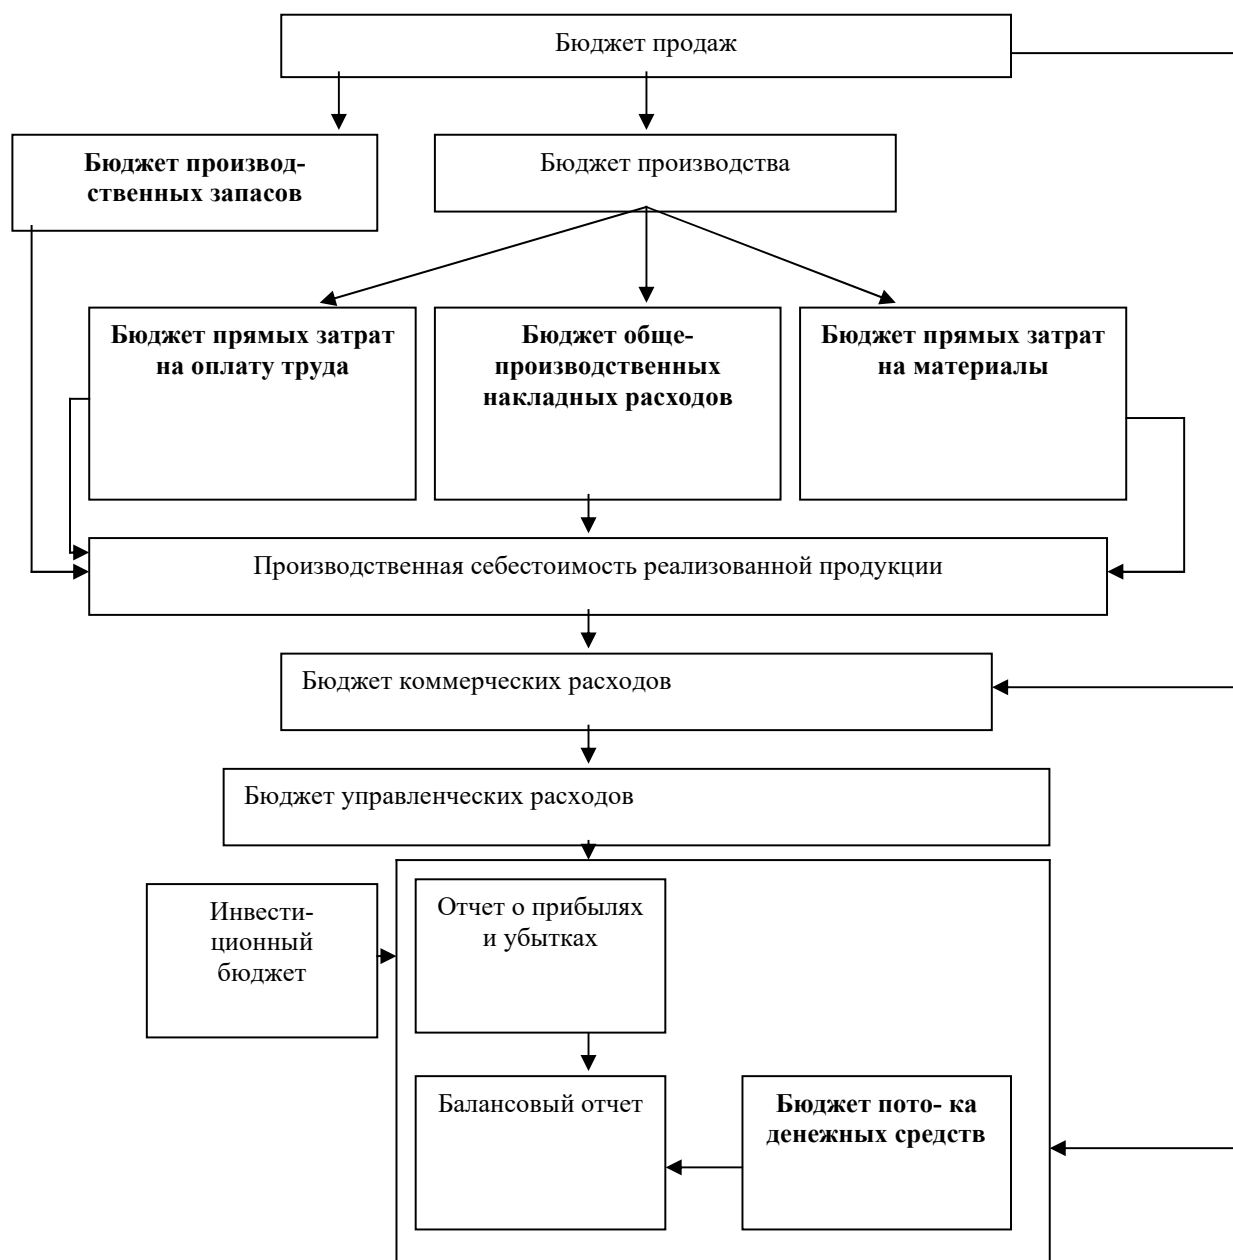 Бюджет продаж
Бюджет производ-
ственных запасов
Бюджет производства
Бюджет прямых затрат
на оплату труда
Бюджет обще-
производственных
накладных расходов
Бюджет прямых затрат
на материалы
Производственная себестоимость реализованной продукции
Бюджет коммерческих расходов
Бюджет управленческих расходов
Инвести-
ционный
бюджет
Отчет о прибылях
и убытках
Балансовый отчет
Бюджет пото- ка
денежных средств